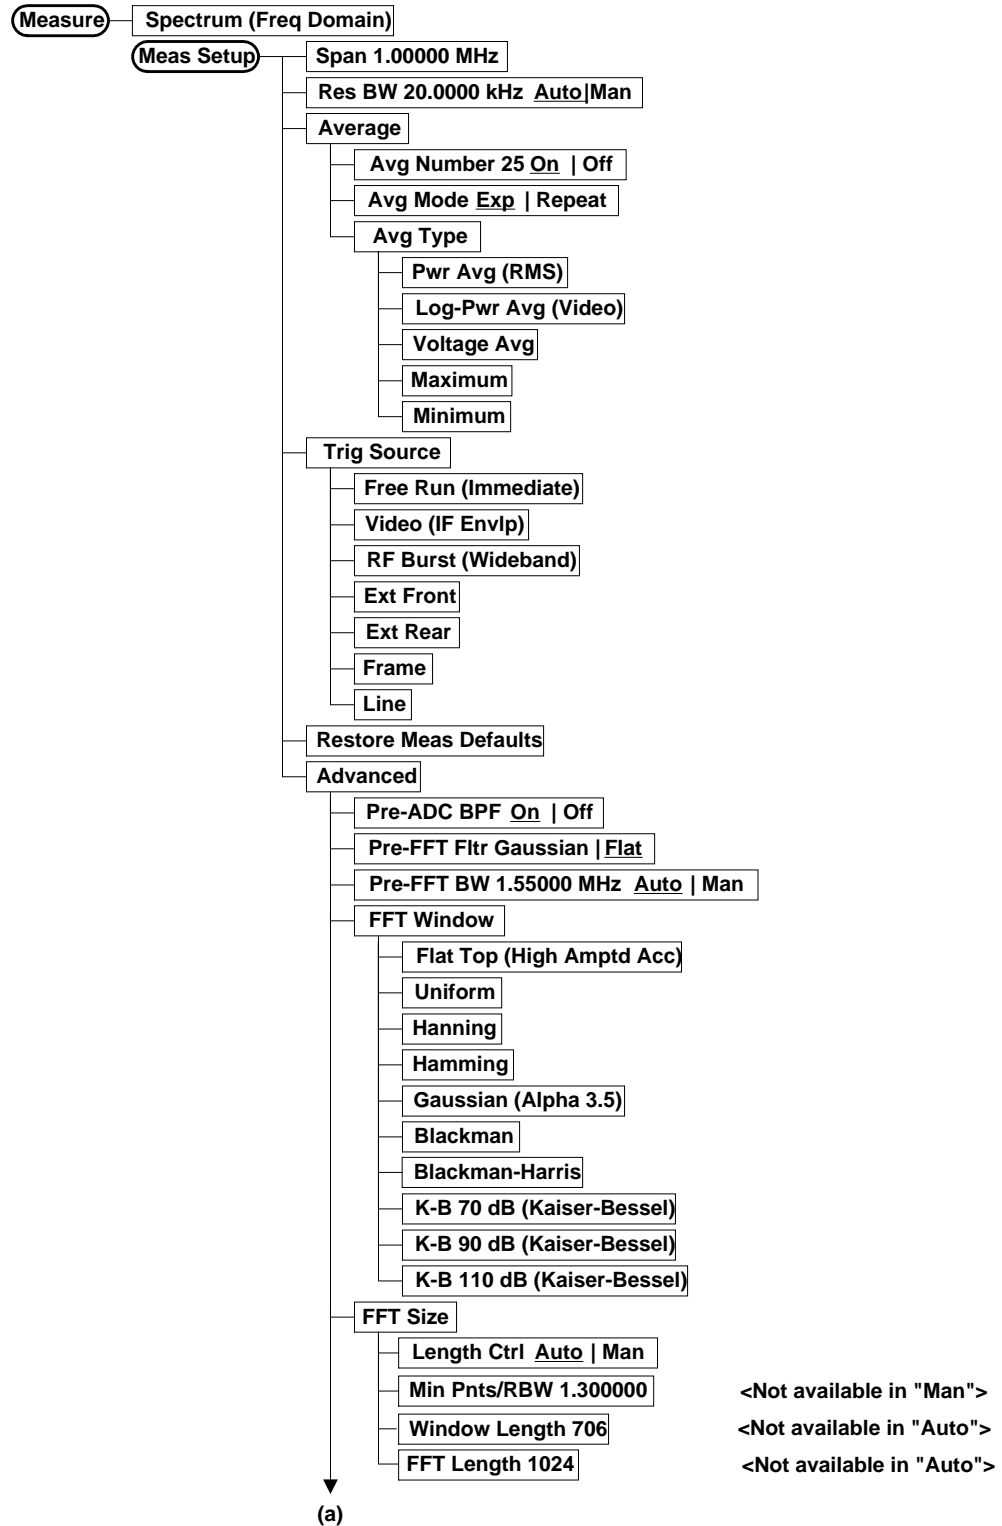 Measure
Spectrum (Freq Domain)
Meas Setup
Span 1.00000 MHz
Res BW 20.0000 kHz Auto|Man
Average
Avg Number 25 On | Off
Avg Mode Exp | Repeat
Avg Type
Pwr Avg (RMS)
Log-Pwr Avg (Video)
Voltage Avg
Maximum
Minimum
Trig Source
Free Run (Immediate)
Video (IF Envlp)
RF Burst (Wideband)
Ext Front
Ext Rear
Frame
Line
Restore Meas Defaults
Advanced
Pre-ADC BPF On | Off
Pre-FFT Fltr Gaussian | Flat
Pre-FFT BW 1.55000 MHz Auto | Man
FFT Window
Flat Top (High Amptd Acc)
Uniform
Hanning
Hamming
Gaussian (Alpha 3.5)
Blackman
Blackman-Harris
K-B 70 dB (Kaiser-Bessel)
K-B 90 dB (Kaiser-Bessel)
K-B 110 dB (Kaiser-Bessel)
FFT Size
Length Ctrl Auto | Man
Min Pnts/RBW 1.300000 <Not available in "Man">
Window Length 706 <Not available in "Auto">
FFT Length 1024 <Not available in "Auto">
(a)